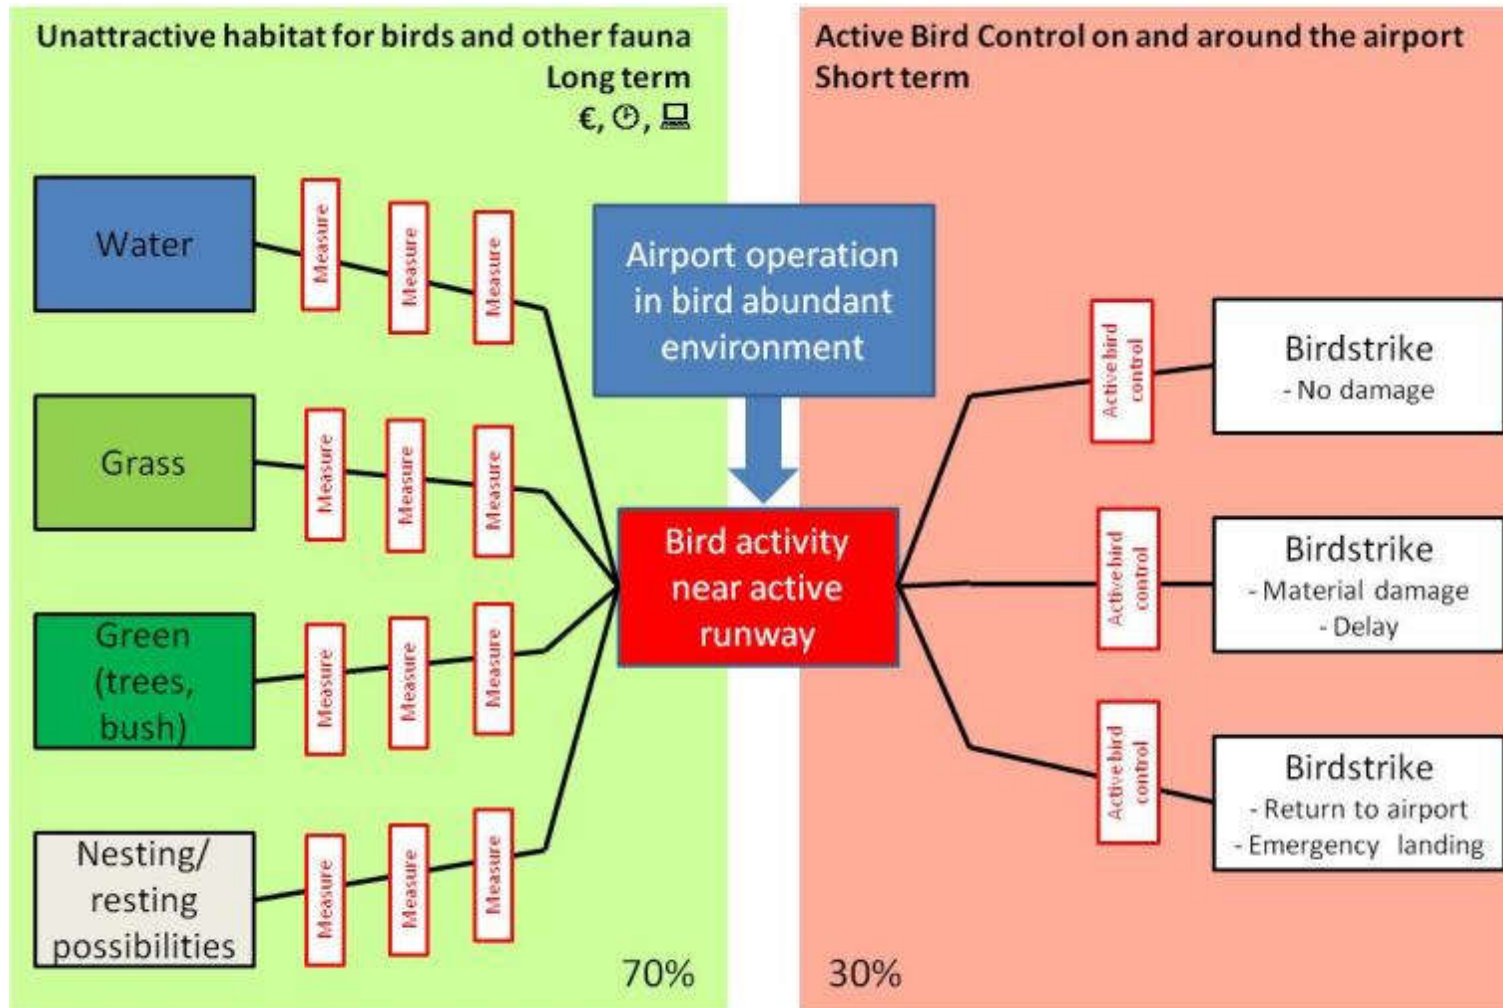 Unattractive habitat for birds and other fauna
Long term
€, 🕑, 💻
Active Bird Control on and around the airport
Short term
Water
Measure
Measure
Measure
Grass
Measure
Measure
Measure
Green
(trees,
bush)
Measure
Measure
Measure
Nesting/
resting
possibilities
Measure
Measure
Measure
70%
Airport operation
in bird abundant
environment
Bird activity
near active
runway
Active bird
control
Birdstrike
- No damage
Active bird
control
Birdstrike
- Material damage
- Delay
Active bird
control
Birdstrike
- Return to airport
- Emergency landing
30%